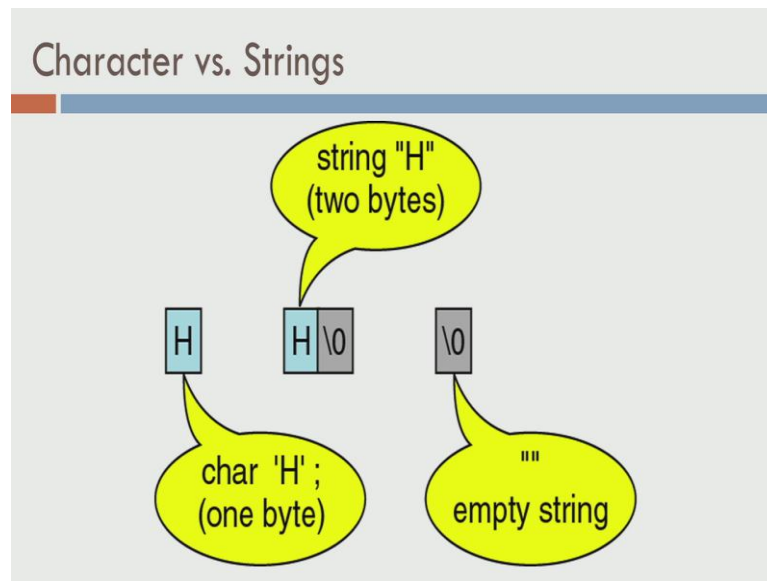 Character vs. Strings
string "H"
(two bytes)
H
H \0
\0
char 'H' ;
(one byte)
""
empty string